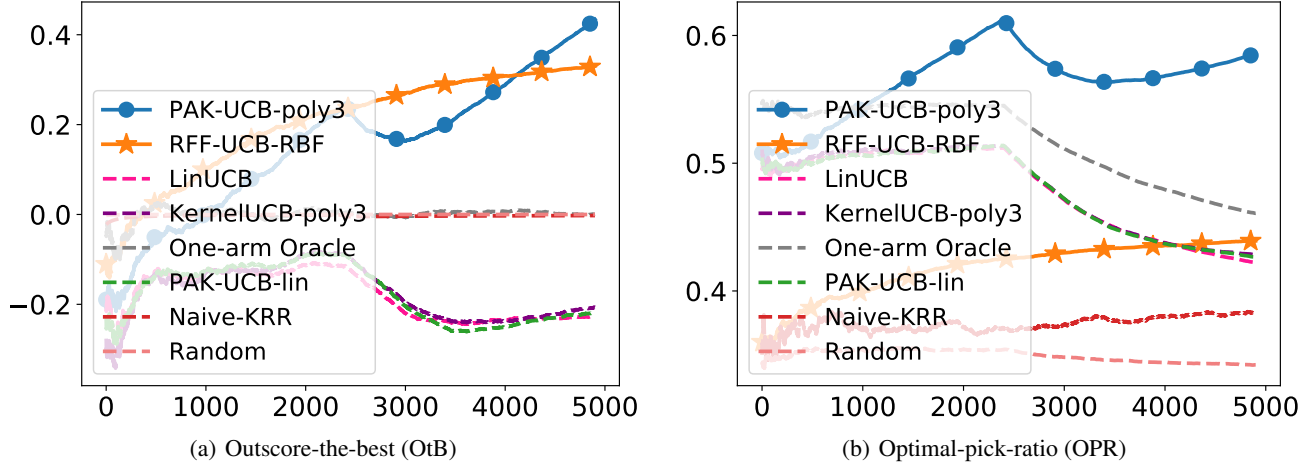 0.4
0.2
0.0
−0.2
PAK-UCB-poly3
RFF-UCB-RBF
LinUCB
KernelUCB-poly3
One-arm Oracle
PAK-UCB-lin
Naive-KRR
Random
0 1000 2000 3000 4000 5000
(a) Outscore-the-best (OtB)
0.6
0.5
0.4
PAK-UCB-poly3
RFF-UCB-RBF
LinUCB
KernelUCB-poly3
One-arm Oracle
PAK-UCB-lin
Naive-KRR
Random
0 1000 2000 3000 4000 5000
(b) Optimal-pick-ratio (OPR)